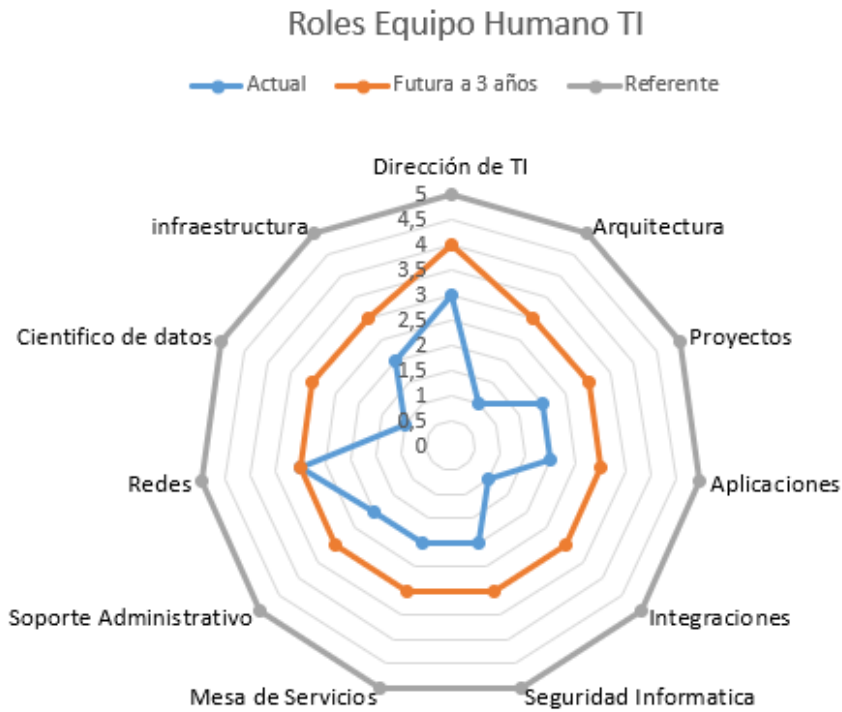 Roles Equipo Humano TI
Actual Futura a 3 años Referente
Dirección de TI
5
4,5
4
3,5
3
2,5
2
1,5
1
0,5
0
Arquitectura
Proyectos
Aplicaciones
Integraciones
Seguridad Informatica
Mesa de Servicios
Soporte Administrativo
Redes
Cientifico de datos
infraestructura